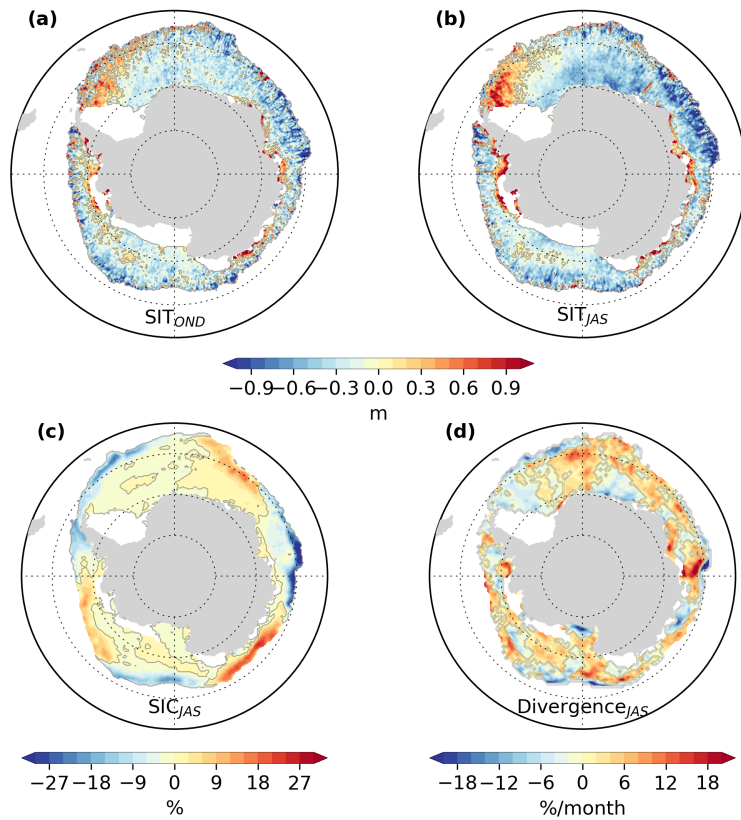 (a) (b)
SIT_OND SIT_JAS
−0.9 −0.6 −0.3 0.0 0.3 0.6 0.9
m
(c) (d)
SIC_JAS Divergence_JAS
−27 −18 −9 0 9 18 27 −18 −12 −6 0 6 12 18
% %/month